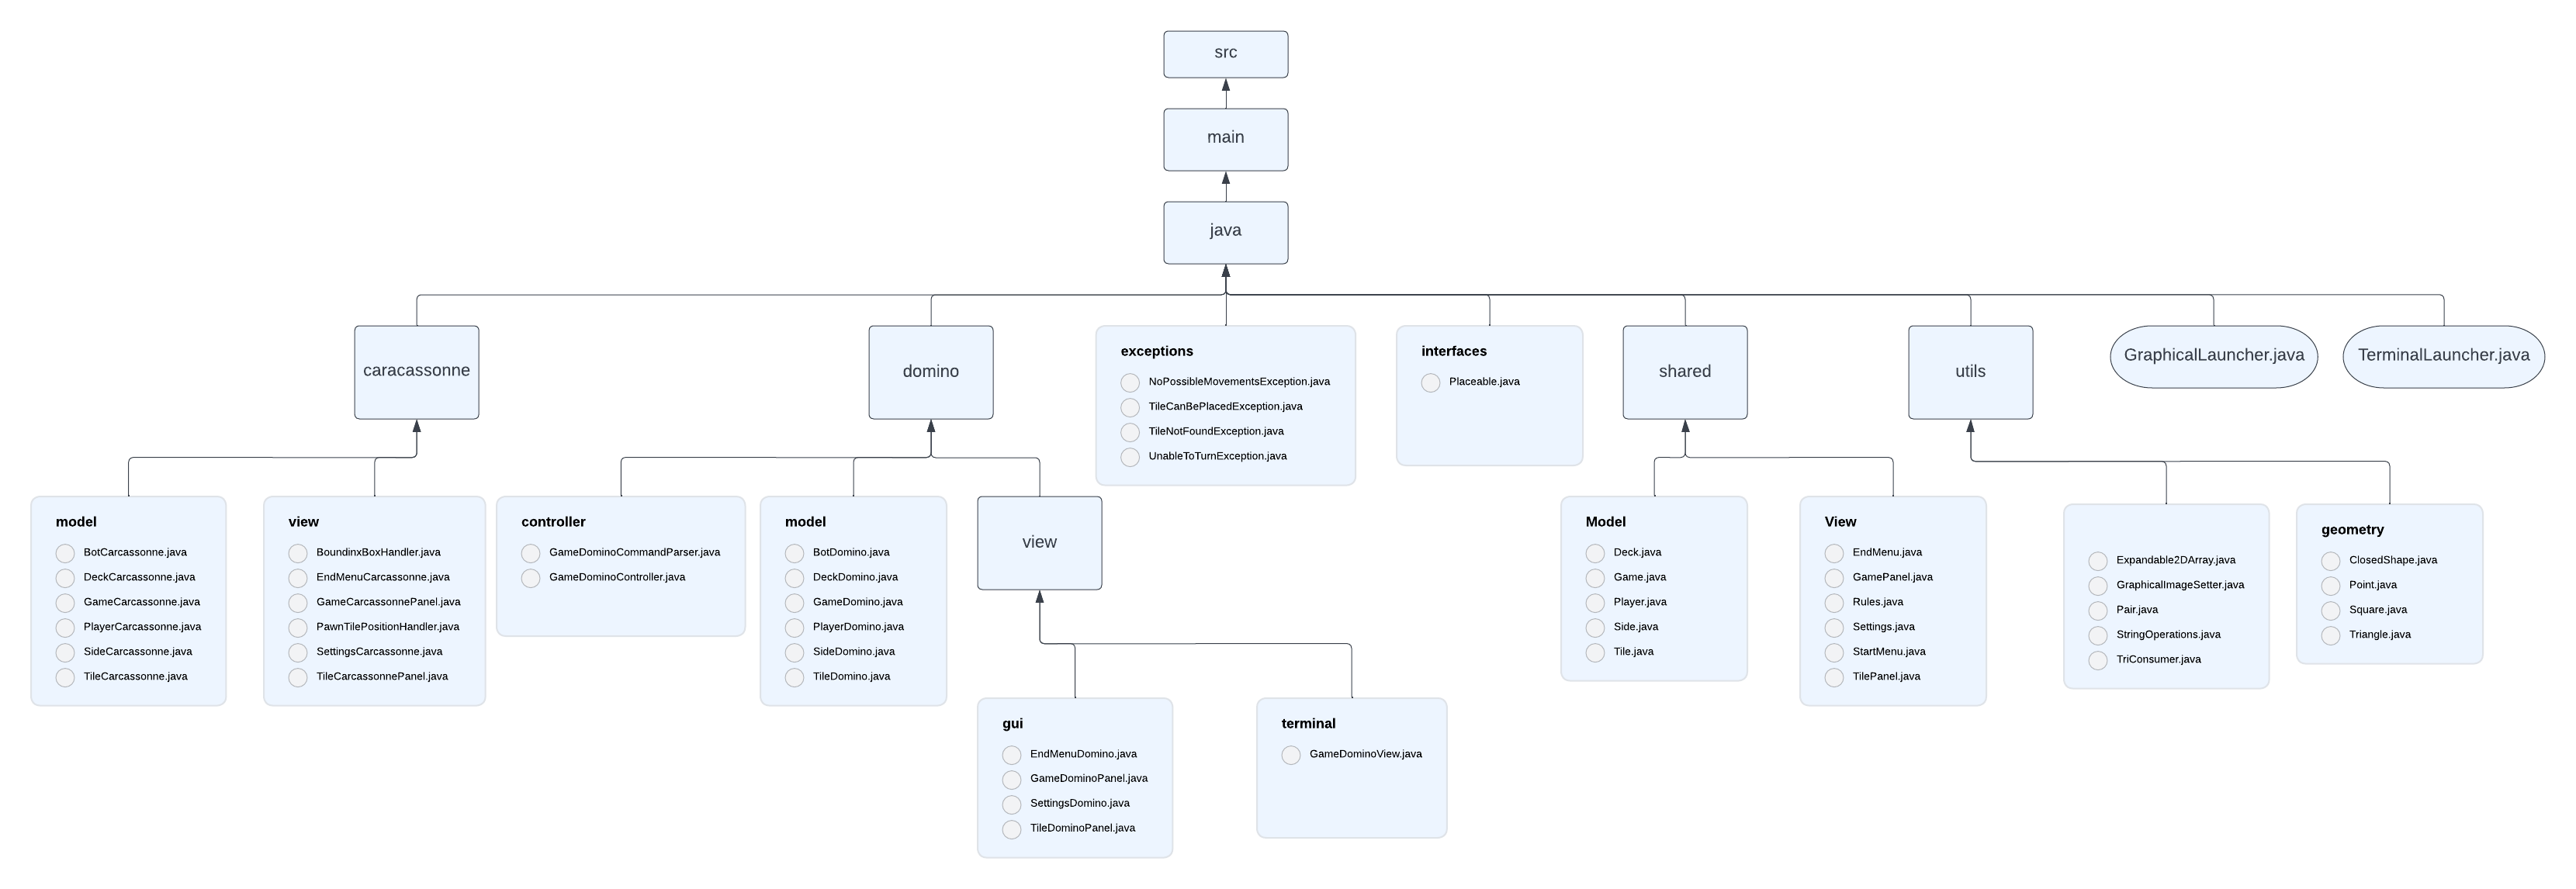 src
main
java
caracassonne
domino
exceptions
NoPossibleMovementsException.java
TileCanBePlacedException.java
TileNotFoundException.java
UnableToTurnException.java
interfaces
Placeable.java
shared
utils
GraphicalLauncher.java
TerminalLauncher.java
model
BotCarcassonne.java
DeckCarcassonne.java
GameCarcassonne.java
PlayerCarcassonne.java
SideCarcassonne.java
TileCarcassonne.java
view
BoundinxBoxHandler.java
EndMenuCarcassonne.java
GameCarcassonnePanel.java
PawnTilePositionHandler.java
SettingsCarcassonne.java
TileCarcassonnePanel.java
controller
GameDominoCommandParser.java
GameDominoController.java
model
BotDomino.java
DeckDomino.java
GameDomino.java
PlayerDomino.java
SideDomino.java
TileDomino.java
view
Model
Deck.java
Game.java
Player.java
Side.java
Tile.java
View
EndMenu.java
GamePanel.java
Rules.java
Settings.java
StartMenu.java
TilePanel.java
Expandable2DArray.java
GraphicalImageSetter.java
Pair.java
StringOperations.java
TriConsumer.java
geometry
ClosedShape.java
Point.java
Square.java
Triangle.java
gui
EndMenuDomino.java
GameDominoPanel.java
SettingsDomino.java
TileDominoPanel.java
terminal
GameDominoView.java